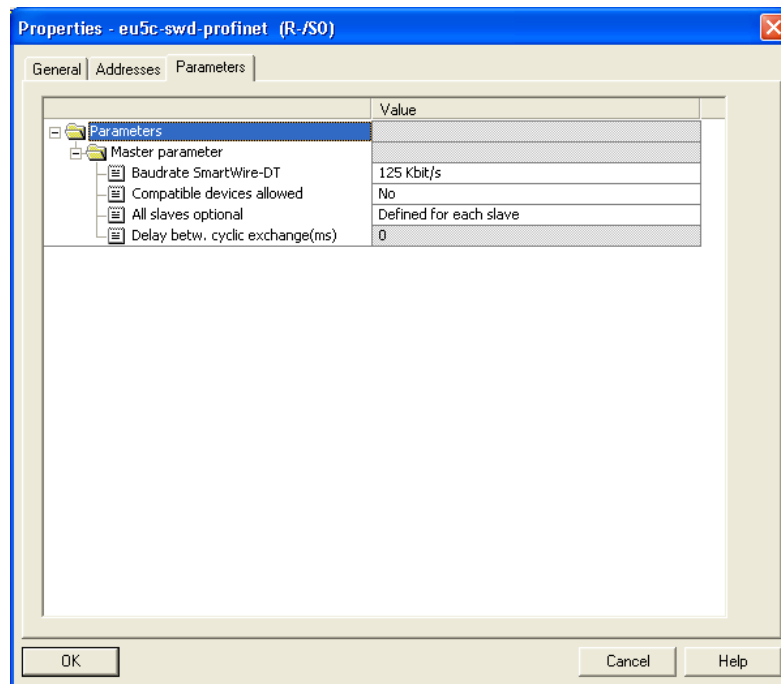 Properties - eu5c-swd-profinet (R-/S0)
General Addresses Parameters
Value
Parameters
Master parameter
Baudrate SmartWire-DT 125 Kbit/s
Compatible devices allowed No
All slaves optional Defined for each slave
Delay betw. cyclic exchange(ms) 0
OK Cancel Help